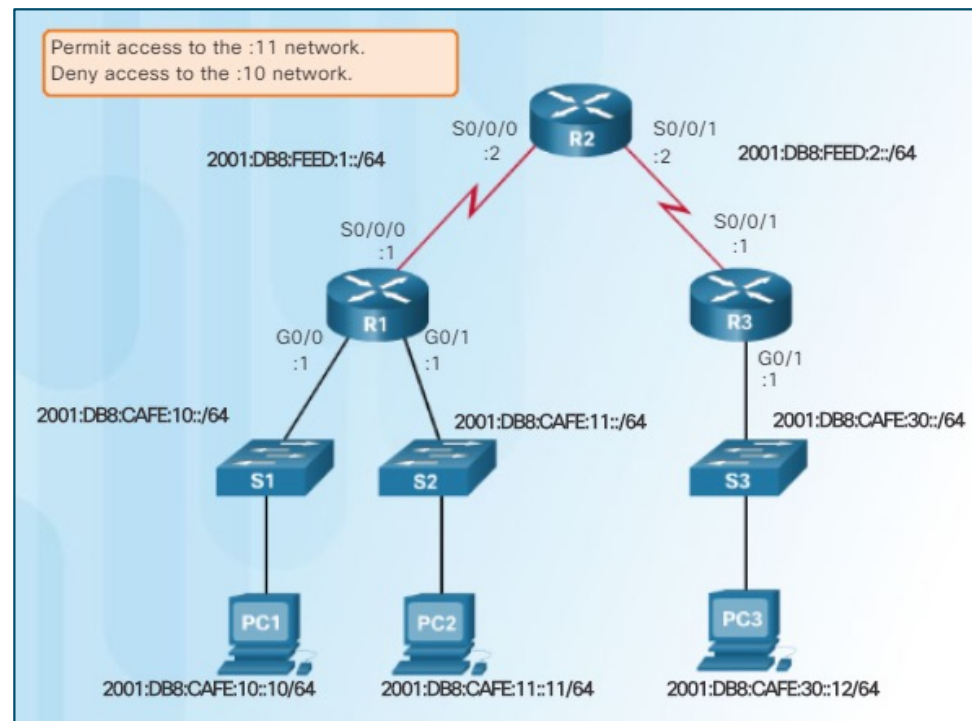 Permit access to the :11 network.
Deny access to the :10 network.
S0/0/0
:2
R2
S0/0/1
:2
2001:DB8:FEED:1::/64
2001:DB8:FEED:2::/64
S0/0/0
:1
S0/0/1
:1
R1
R3
G0/0
:1
G0/1
:1
G0/1
:1
2001:DB8:CAFE:10::/64
2001:DB8:CAFE:11::/64
2001:DB8:CAFE:30::/64
S1
S2
S3
PC1
PC2
PC3
2001:DB8:CAFE:10::10/64
2001:DB8:CAFE:11::11/64
2001:DB8:CAFE:30::12/64